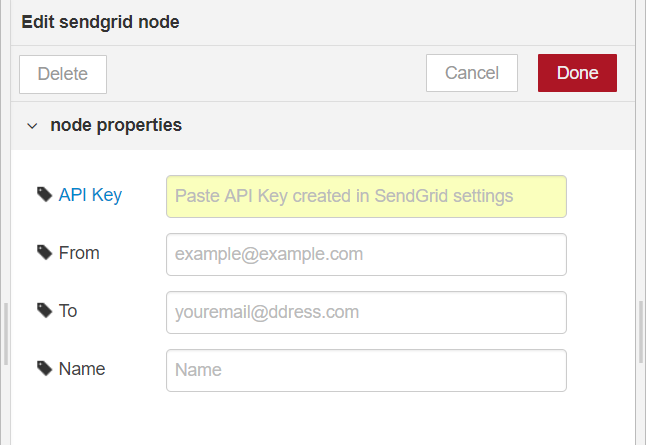 Edit sendgrid node
Delete Cancel Done
node properties
API Key Paste API Key created in SendGrid settings
From example@example.com
To youremail@ddress.com
Name Name